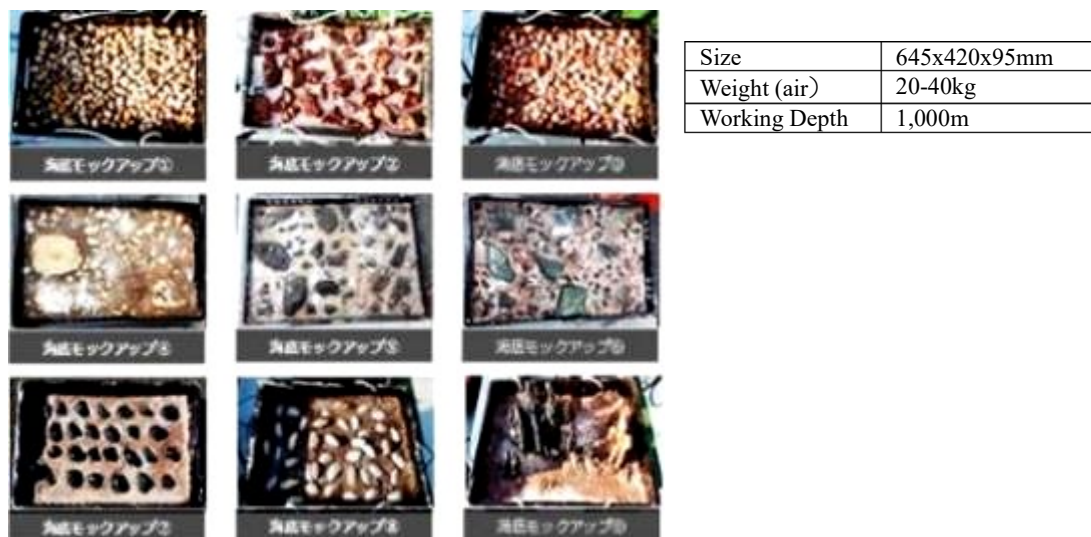 海底モックアップ①
海底モックアップ②
海底モックアップ③
海底モックアップ④
海底モックアップ⑤
海底モックアップ⑥
海底モックアップ⑦
海底モックアップ⑧
海底モックアップ⑨
Size 645x420x95mm
Weight (air） 20-40kg
Working Depth 1,000m